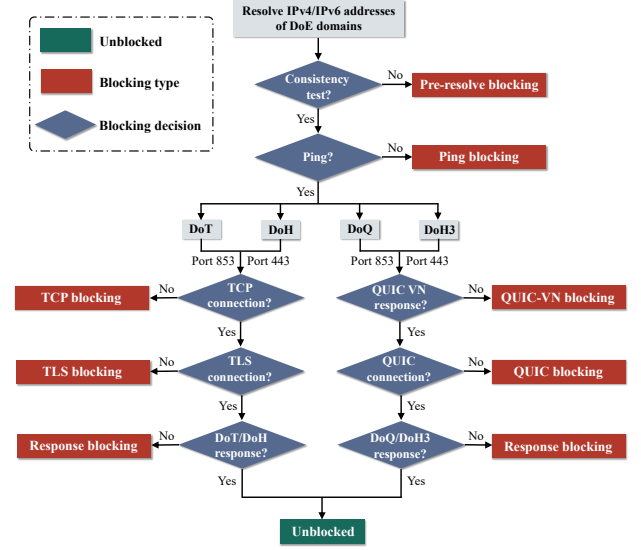 Resolve IPv4/IPv6 addresses
of DoE domains
Unblocked
Blocking type
Blocking decision
Consistency
test?
No
Pre-resolve blocking
Yes
Ping?
No
Ping blocking
Yes
DoT
DoH
DoQ
DoH3
Port 853
Port 443
Port 853
Port 443
TCP blocking
No
TCP
connection?
QUIC VN
response?
No
QUIC-VN blocking
Yes
Yes
TLS blocking
No
TLS
connection?
QUIC
connection?
No
QUIC blocking
Yes
Yes
Response blocking
No
DoT/DoH
response?
DoQ/DoH3
response?
No
Response blocking
Yes
Yes
Unblocked